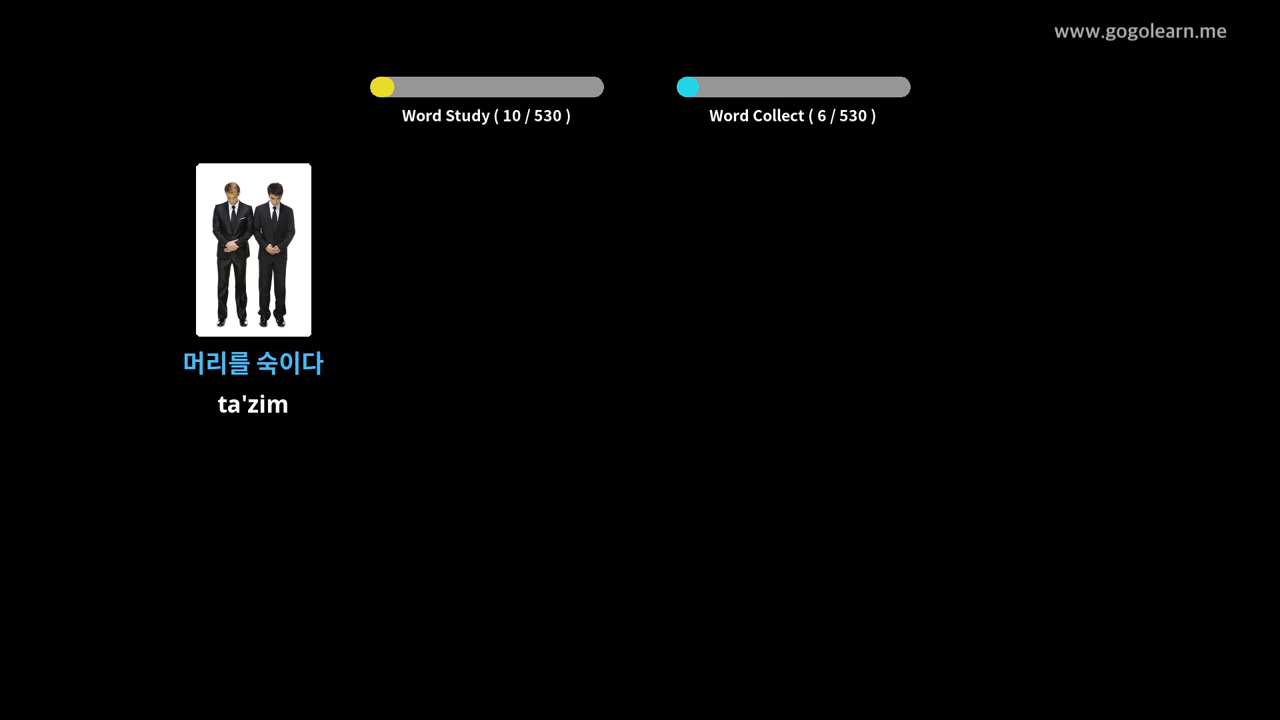 www.gogolearn.me
Word Study ( 10 / 530 )
Word Collect ( 6 / 530 )
머리를 숙이다
ta'zim